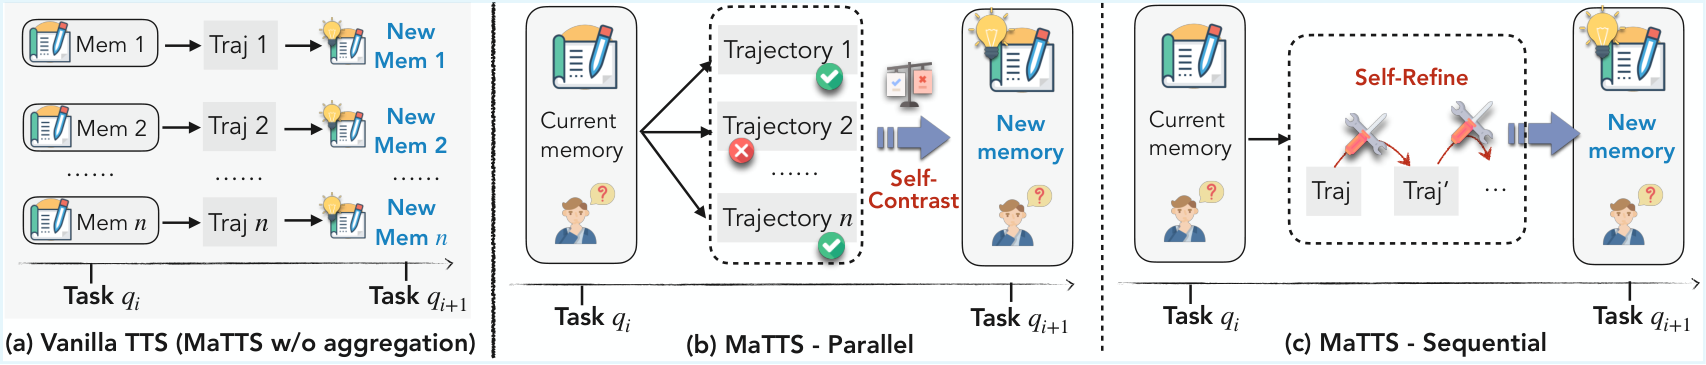 Mem 1
Traj 1
New
Mem 1
Mem 2
Traj 2
New
Mem 2
......
......
......
Mem n
Traj n
New
Mem n
Task qi
Task qi+1
(a) Vanilla TTS (MaTTS w/o aggregation)
Current
memory
Trajectory 1
Trajectory 2
......
Trajectory n
Self-
Contrast
New
memory
Task qi
Task qi+1
(b) MaTTS - Parallel
Current
memory
Self-Refine
Traj
Traj′
...
New
memory
Task qi
Task qi+1
(c) MaTTS - Sequential